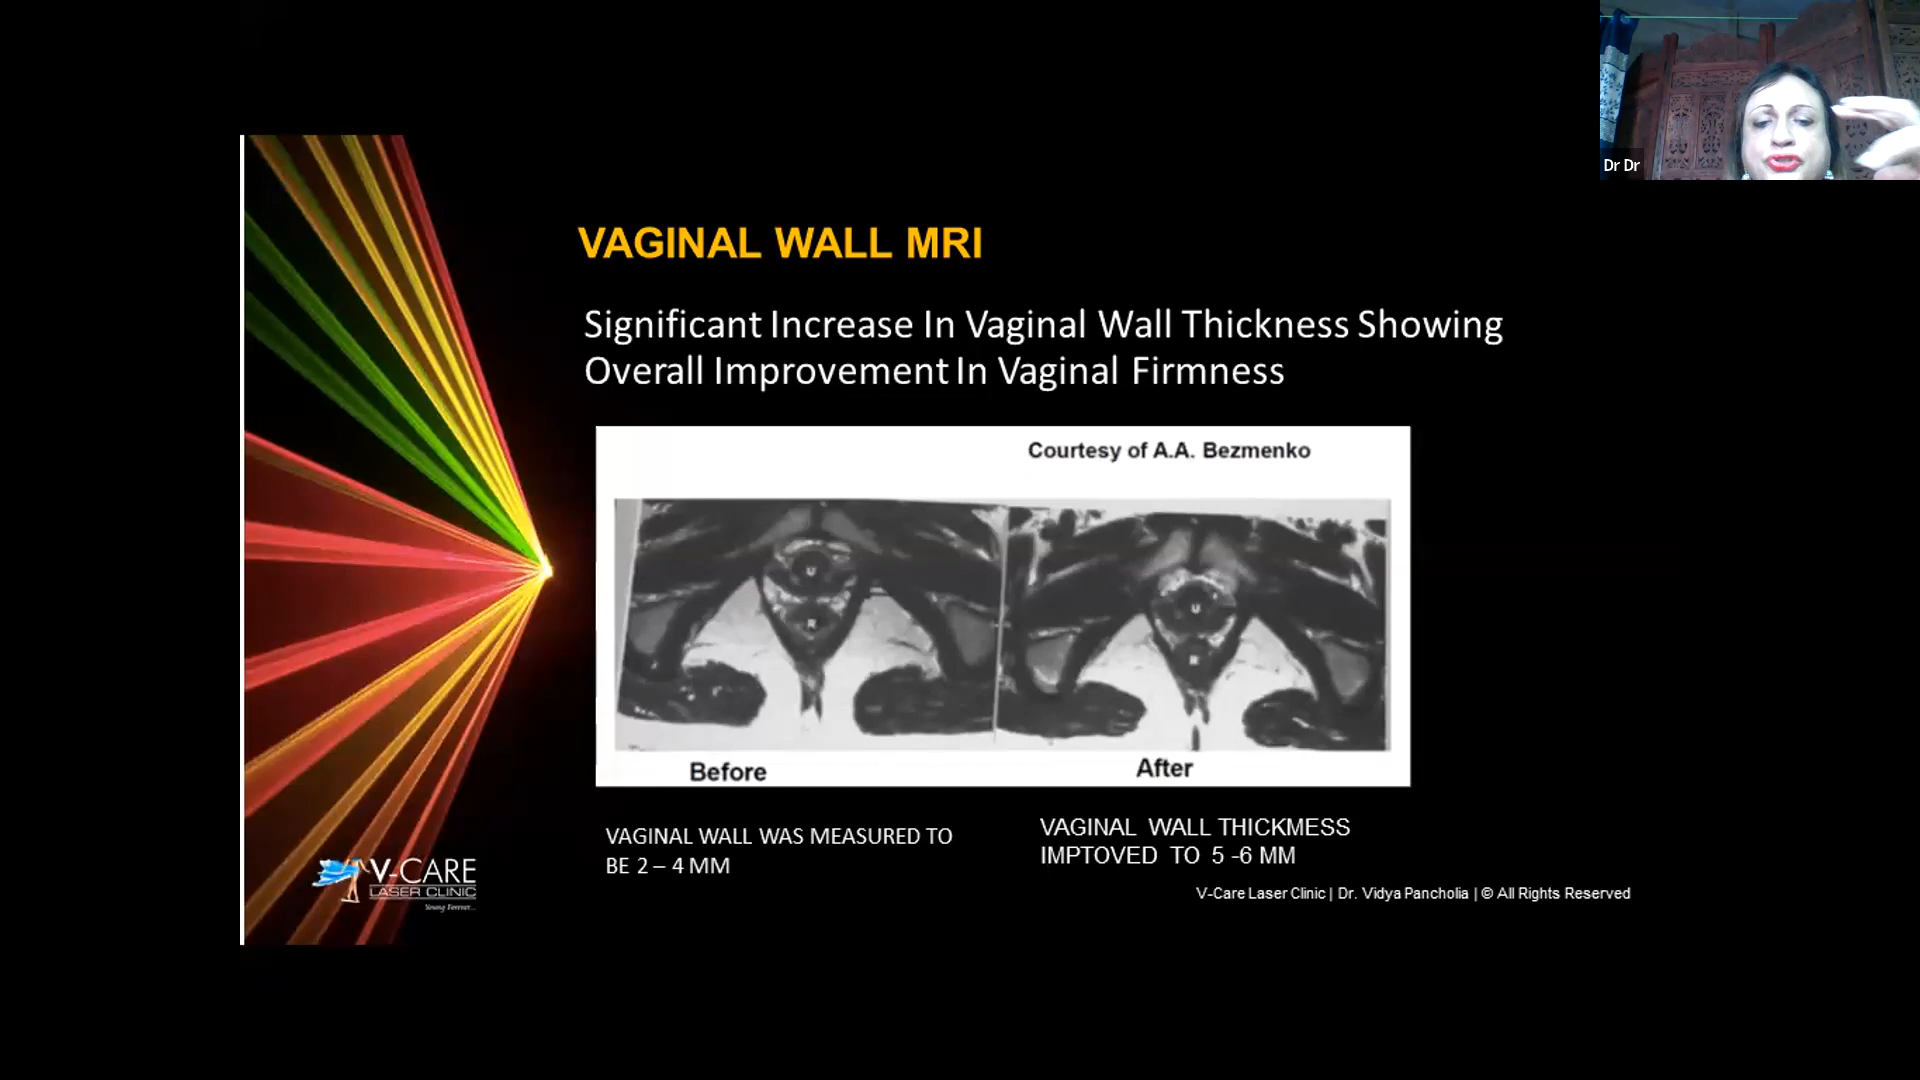 Dr Dr
VAGINAL WALL MRI
Significant Increase In Vaginal Wall Thickness Showing
Overall Improvement In Vaginal Firmness
Courtesy of A.A. Bezmenko
U
R
U
R
Before
After
VAGINAL WALL WAS MEASURED TO
BE 2 – 4 MM
VAGINAL WALL THICKMESS
IMPTOVED TO 5 -6 MM
V-CARE
LASER CLINIC
Young Forever...
V-Care Laser Clinic | Dr. Vidya Pancholia | © All Rights Reserved